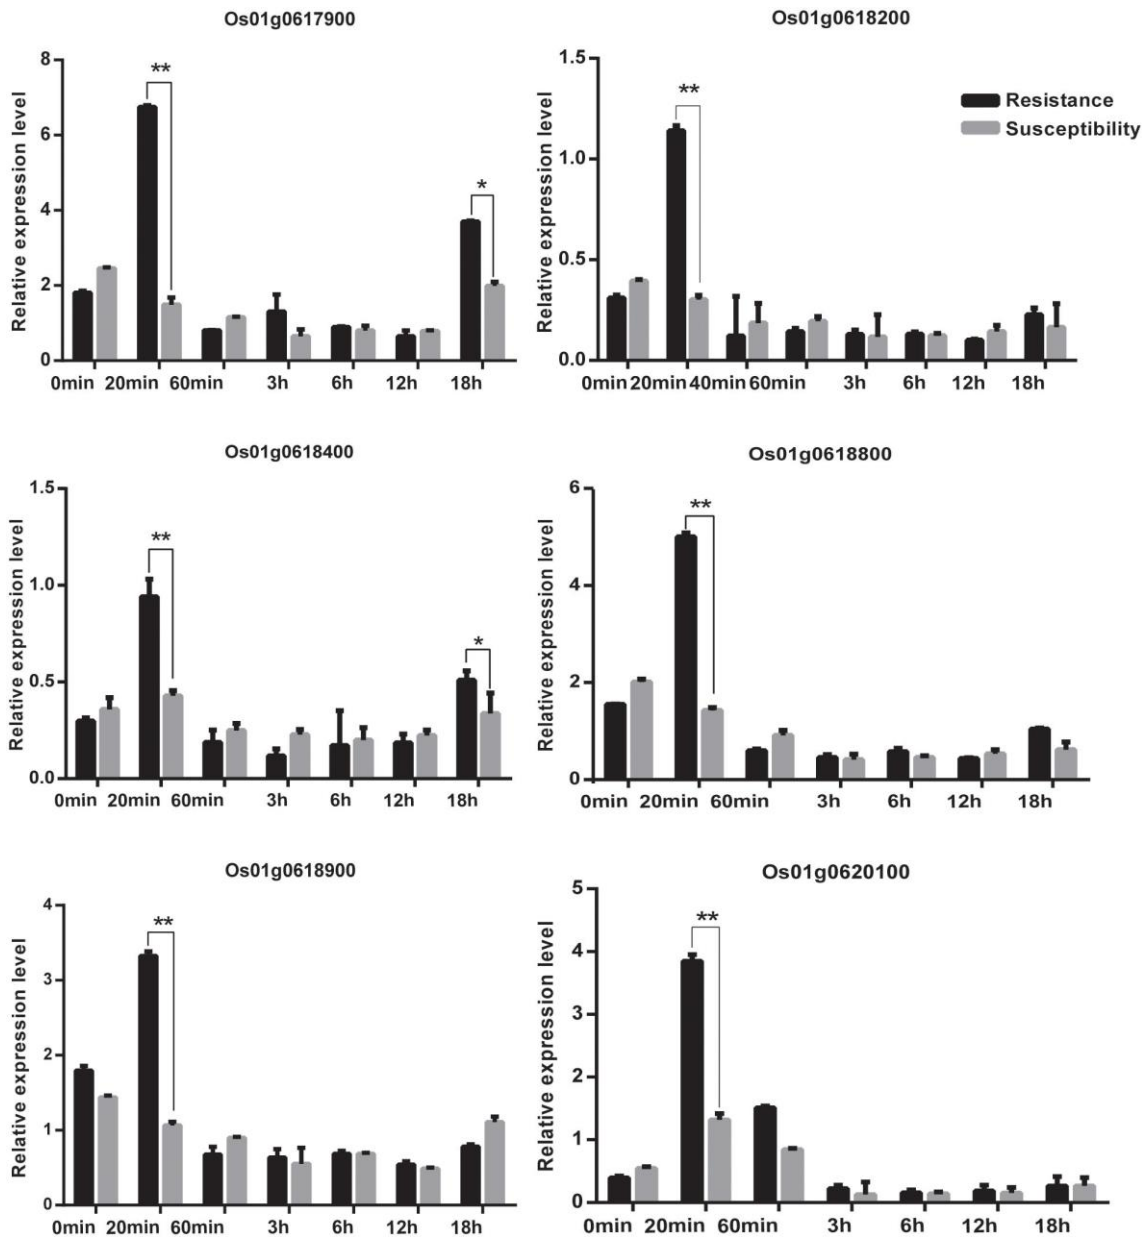 Os01g0617900
Relative expression level
8
6
4
2
0
**
*
0min 20min 60min 3h 6h 12h 18h
Os01g0618200
Relative expression level
1.5
1.0
0.5
0.0
**
Resistance
Susceptibility
0min 20min 40min 60min 3h 6h 12h 18h
Os01g0618400
Relative expression level
1.5
1.0
0.5
0.0
**
*
0min 20min 60min 3h 6h 12h 18h
Os01g0618800
Relative expression level
6
4
2
0
**
0min 20min 60min 3h 6h 12h 18h
Os01g0618900
Relative expression level
4
3
2
1
0
**
0min 20min 60min 3h 6h 12h 18h
Os01g0620100
Relative expression level
5
4
3
2
1
0
**
0min 20min 60min 3h 6h 12h 18h